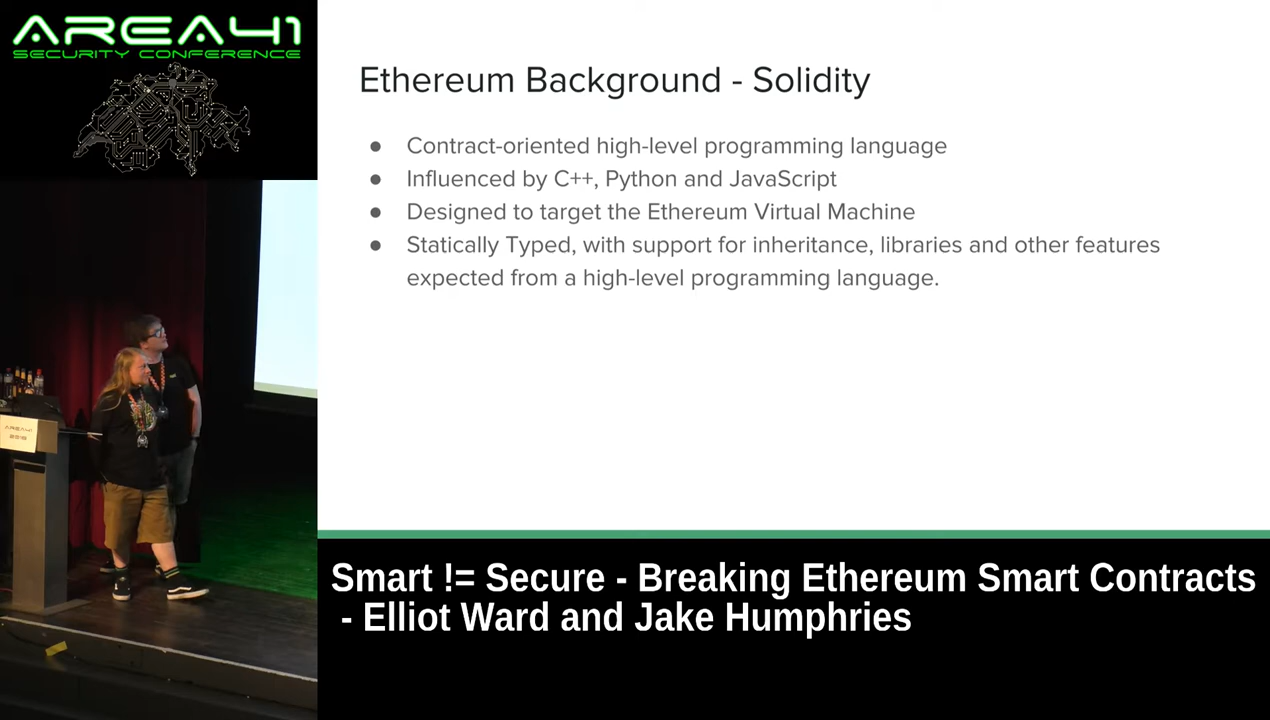 AREA41
SECURITY CONFERENCE
Ethereum Background - Solidity
● Contract-oriented high-level programming language
● Influenced by C++, Python and JavaScript
● Designed to target the Ethereum Virtual Machine
● Statically Typed, with support for inheritance, libraries and other features
expected from a high-level programming language.
AREA41
Smart != Secure - Breaking Ethereum Smart Contracts
- Elliot Ward and Jake Humphries